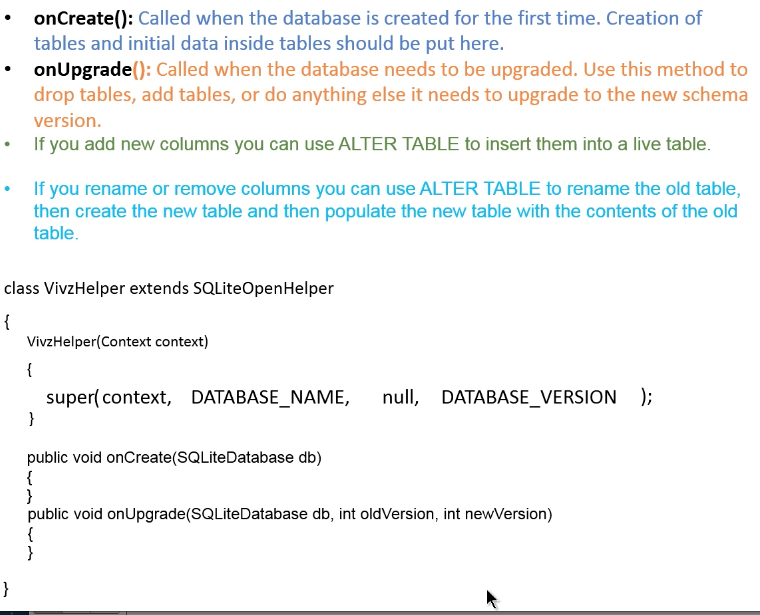 • onCreate(): Called when the database is created for the first time. Creation of
tables and initial data inside tables should be put here.
• onUpgrade(): Called when the database needs to be upgraded. Use this method to
drop tables, add tables, or do anything else it needs to upgrade to the new schema
version.
• If you add new columns you can use ALTER TABLE to insert them into a live table.
• If you rename or remove columns you can use ALTER TABLE to rename the old table,
then create the new table and then populate the new table with the contents of the old
table.
class VivzHelper extends SQLiteOpenHelper
{
VivzHelper(Context context)
{
super(context, DATABASE_NAME, null, DATABASE_VERSION );
}
public void onCreate(SQLiteDatabase db)
{
}
public void onUpgrade(SQLiteDatabase db, int oldVersion, int newVersion)
{
}
}